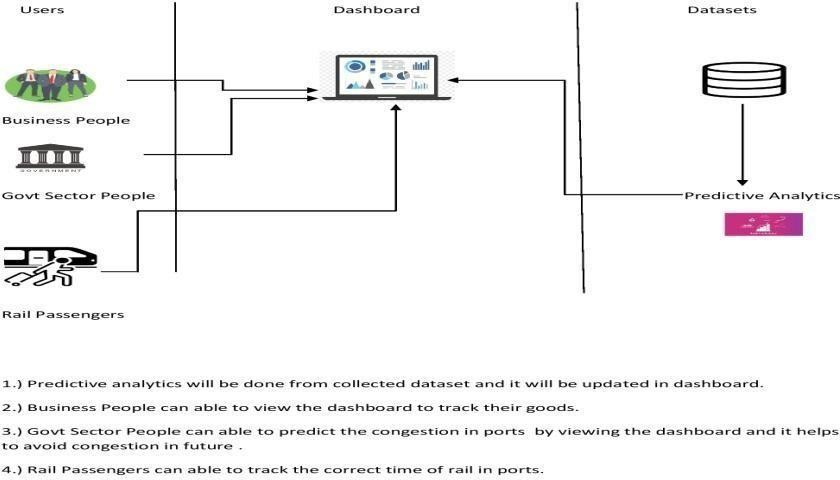 Users
Dashboard
Datasets
Business People
GOVERNMENT
Govt Sector People
Predictive Analytics
Rail Passengers
1.) Predictive analytics will be done from collected dataset and it will be updated in dashboard.
2.) Business People can able to view the dashboard to track their goods.
3.) Govt Sector People can able to predict the congestion in ports by viewing the dashboard and it helps
to avoid congestion in future .
4.) Rail Passengers can able to track the correct time of rail in ports.